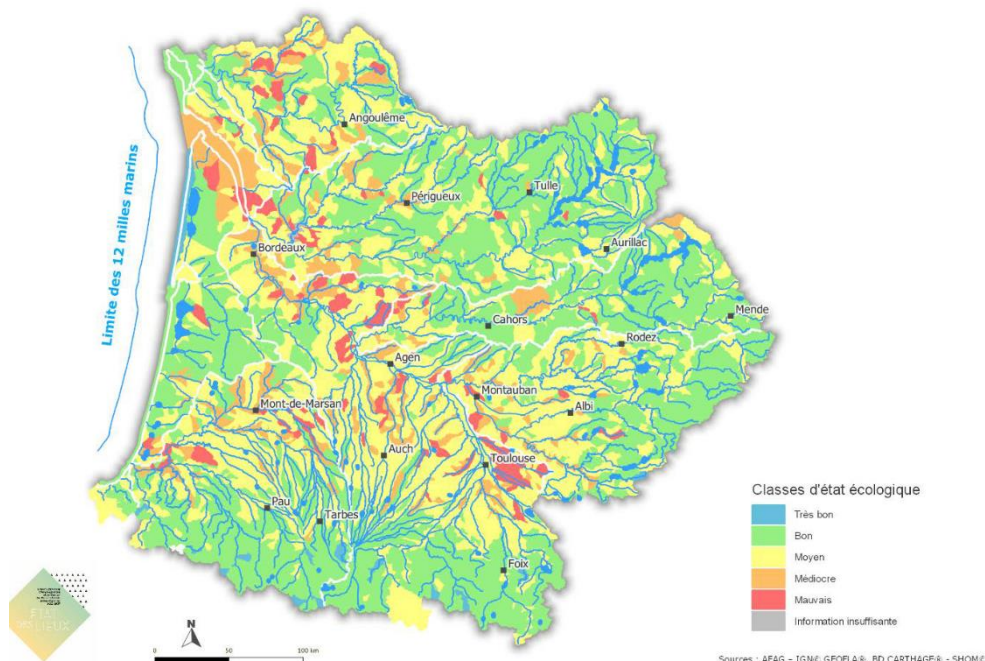 Limite des 12 milles marins
Angoulême
Périgueux
Tulle
Bordeaux
Aurillac
Mende
Cahors
Rodez
Agen
Montauban
Mont-de-Marsan
Albi
Auch
Toulouse
Pau
Tarbes
Foix
Classes d'état écologique
Très bon
Bon
Moyen
Médiocre
Mauvais
Information insuffisante
N
0 50 100 km